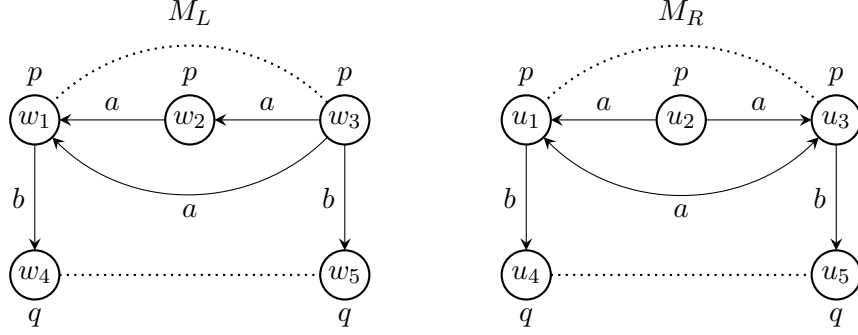 M_L M_R
p p p p p p
w_1 a w_2 a w_3 u_1 a u_2 a u_3
b a b b a b
w_4 w_5 u_4 u_5
q q q q